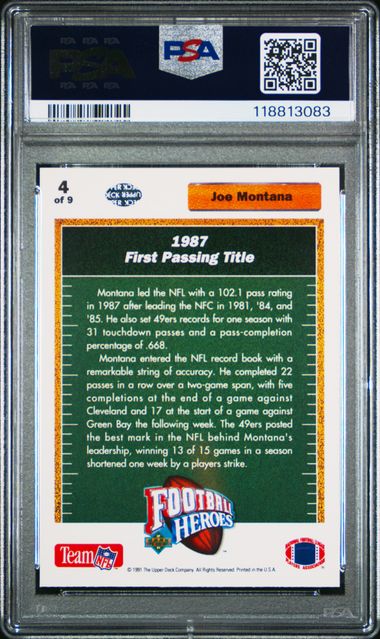 PSA
PSA
118813083
4
of 9
UPPER DECK
Joe Montana
1987
First Passing Title
Montana led the NFL with a 102.1 pass rating
in 1987 after leading the NFC in 1981, '84, and
'85. He also set 49ers records for one season with
31 touchdown passes and a pass-completion
percentage of .668.
Montana entered the NFL record book with a
remarkable string of accuracy. He completed 22
passes in a row over a two-game span, with five
completions at the end of a game against
Cleveland and 17 at the start of a game against
Green Bay the following week. The 49ers posted
the best mark in the NFL behind Montana's
leadership, winning 13 of 15 games in a season
shortened one week by a players strike.
FOOTBALL
HEROES
Team NFL
© 1991 The Upper Deck Company. All Rights Reserved. Printed in the U.S.A.
PSA